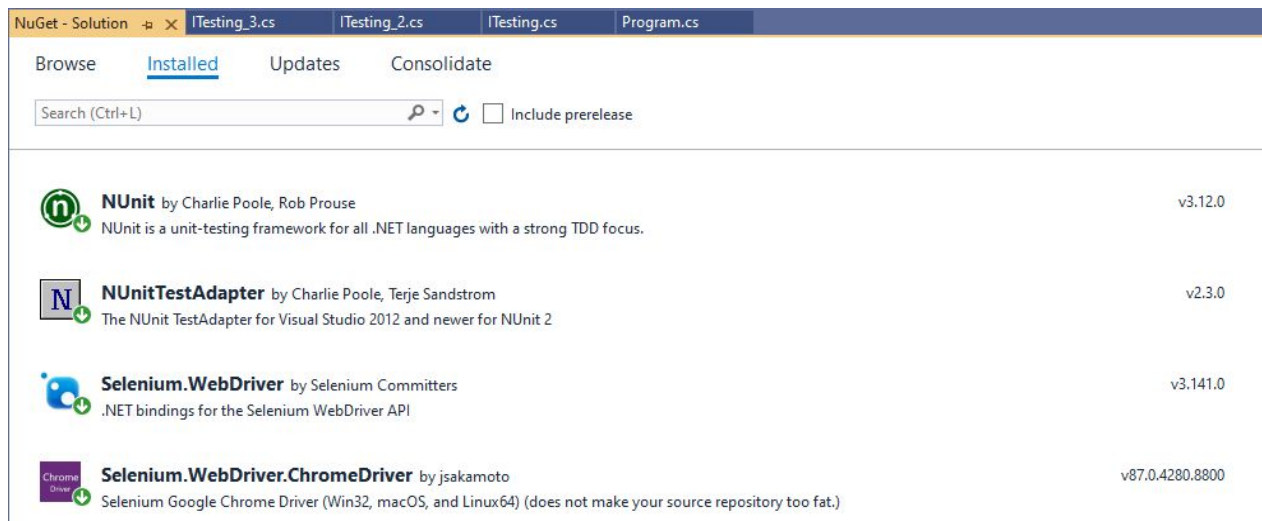 NuGet - Solution ITesting_3.cs ITesting_2.cs ITesting.cs Program.cs
Browse Installed Updates Consolidate
Search (Ctrl+L) Include prerelease
n NUnit by Charlie Poole, Rob Prouse v3.12.0
NUnit is a unit-testing framework for all .NET languages with a strong TDD focus.
N NUnitTestAdapter by Charlie Poole, Terje Sandstrom v2.3.0
The NUnit TestAdapter for Visual Studio 2012 and newer for NUnit 2
Selenium.WebDriver by Selenium Committers v3.141.0
.NET bindings for the Selenium WebDriver API
Chrome Driver Selenium.WebDriver.ChromeDriver by jsakamoto v87.0.4280.8800
Selenium Google Chrome Driver (Win32, macOS, and Linux64) (does not make your source repository too fat.)